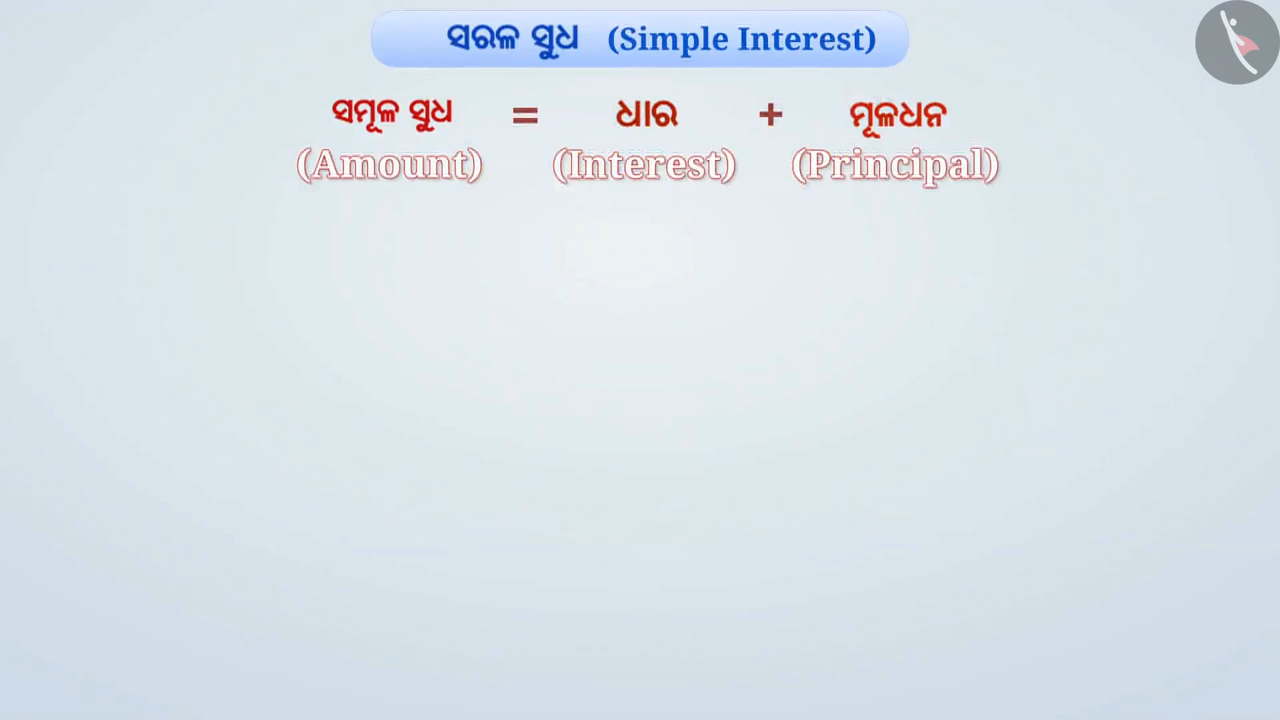 ସରଳ ସୁଧ (Simple Interest)
ସମୂଳ ସୁଧ = ଧାର + ମୂଳଧନ
(Amount) (Interest) (Principal)